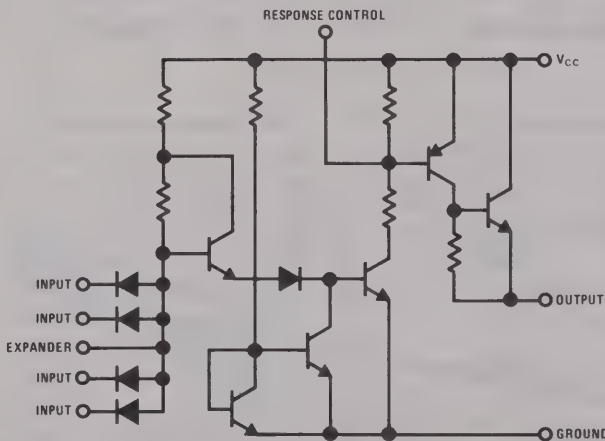 RESPONSE CONTROL
VCC
INPUT
INPUT
EXPANDER
INPUT
INPUT
OUTPUT
GROUND